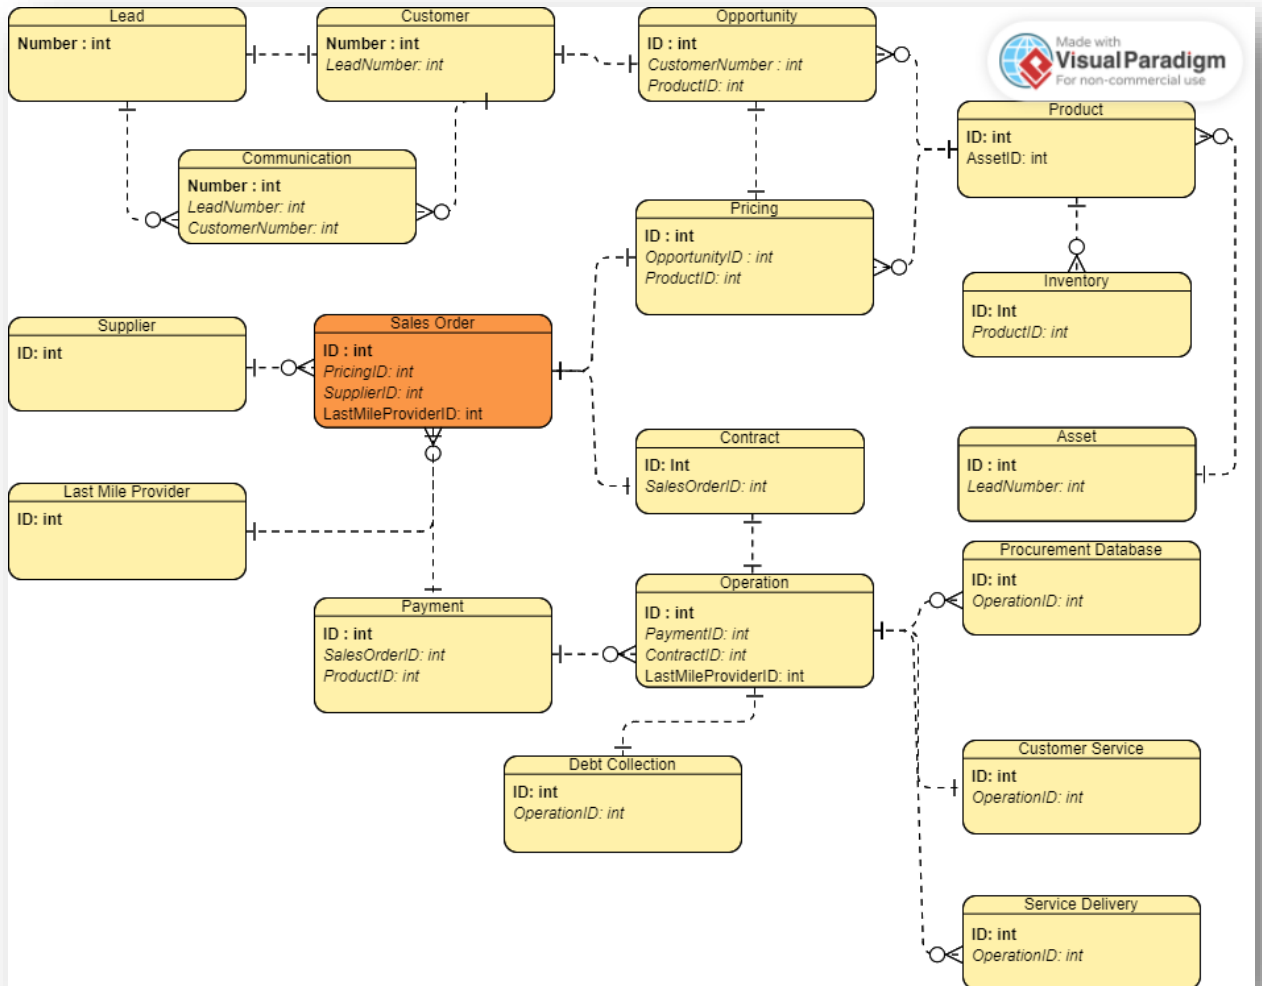 Lead
Number : int
Customer
Number : int
LeadNumber: int
Opportunity
ID : int
CustomerNumber : int
ProductID: int
Made with
VisualParadigm
For non-commercial use
Product
ID: int
AssetID: int
Communication
Number : int
LeadNumber: int
CustomerNumber: int
Pricing
ID : int
OpportunityID : int
ProductID: int
Inventory
ID: Int
ProductID: int
Supplier
ID: int
Sales Order
ID : int
PricingID: int
SupplierID: int
LastMileProviderID: int
Contract
ID: Int
SalesOrderID: int
Asset
ID : int
LeadNumber: int
Last Mile Provider
ID: int
Procurement Database
ID: int
OperationID: int
Payment
ID : int
SalesOrderID: int
ProductID: int
Operation
ID : int
PaymentID: int
ContractID: int
LastMileProviderID: int
Customer Service
ID: int
OperationID: int
Debt Collection
ID: int
OperationID: int
Service Delivery
ID: int
OperationID: int